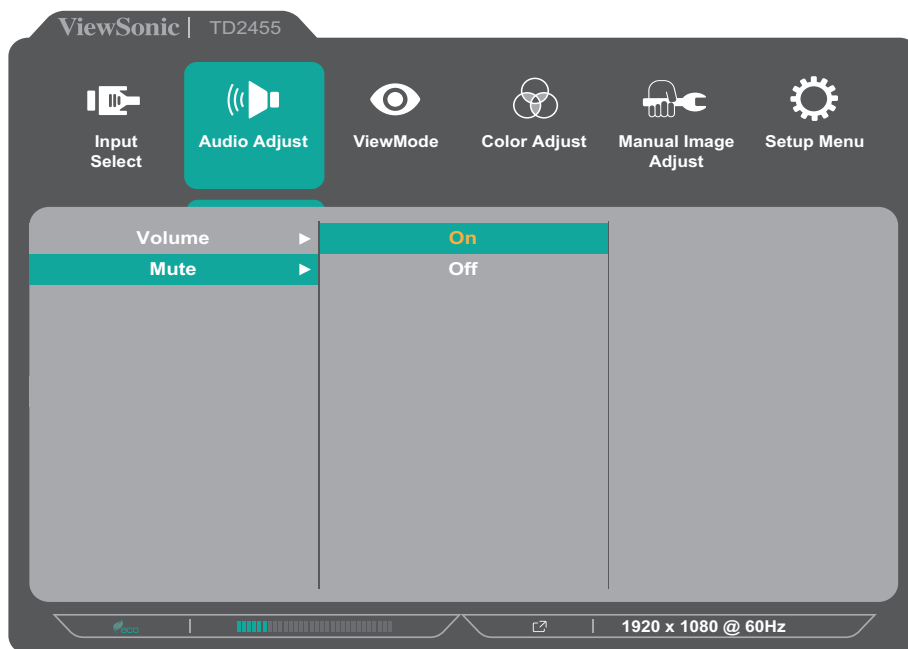 ViewSonic | TD2455
Input Select
Audio Adjust
ViewMode
Color Adjust
Manual Image Adjust
Setup Menu
Volume ▶ On
Mute ▶ Off
eco | 1920 x 1080 @ 60Hz